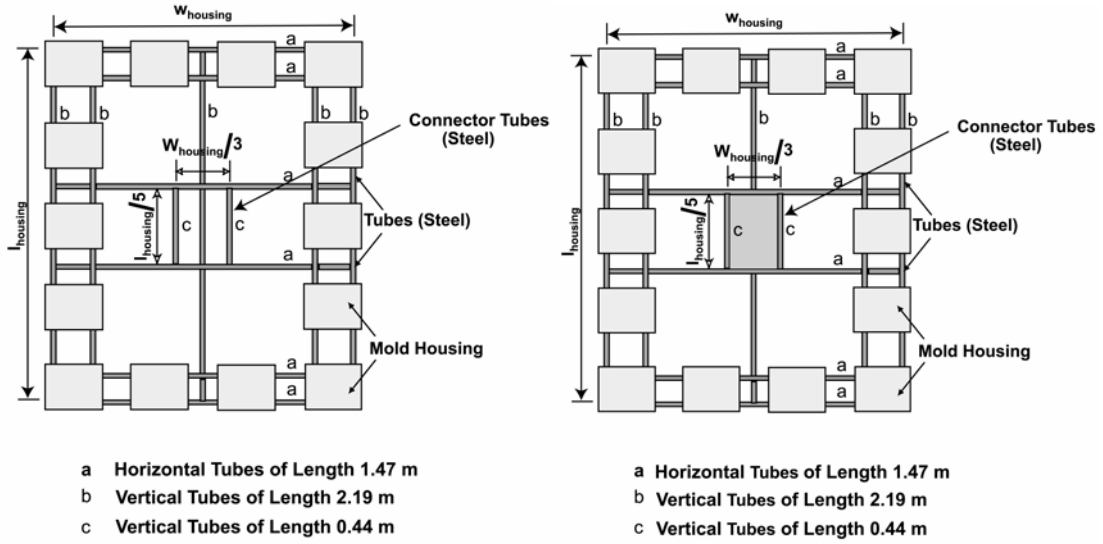 w_housing
a
a
b
b
b
b
b
Connector Tubes
(Steel)
W_housing/3
a
l_housing/5
c
c
l_housing
Tubes (Steel)
a
Mold Housing
a
a
a Horizontal Tubes of Length 1.47 m
b Vertical Tubes of Length 2.19 m
c Vertical Tubes of Length 0.44 m
w_housing
a
a
b
b
b
b
b
Connector Tubes
(Steel)
W_housing/3
a
l_housing/5
c
c
l_housing
Tubes (Steel)
a
Mold Housing
a
a
a Horizontal Tubes of Length 1.47 m
b Vertical Tubes of Length 2.19 m
c Vertical Tubes of Length 0.44 m